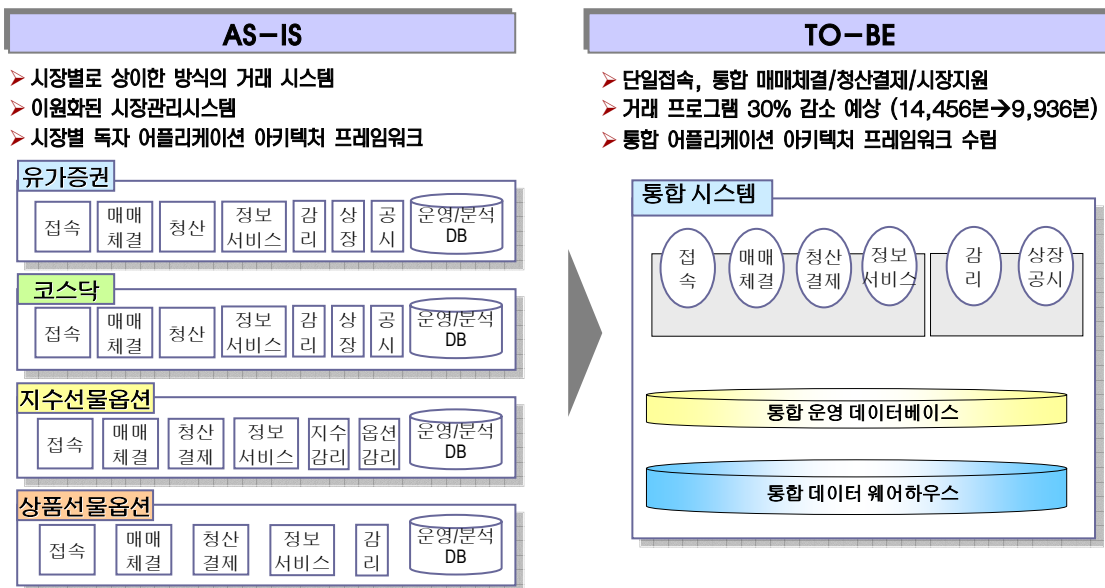 AS-IS
➤ 시장별로 상이한 방식의 거래 시스템
➤ 이원화된 시장관리시스템
➤ 시장별 독자 어플리케이션 아키텍처 프레임워크
유가증권
접속
매매
체결
청산
정보
서비스
감
리
상
장
공
시
운영/분석
DB
코스닥
접속
매매
체결
청산
정보
서비스
감
리
상
장
공
시
운영/분석
DB
지수선물옵션
접속
매매
체결
청산
결제
정보
서비스
지수
감리
옵션
감리
운영/분석
DB
상품선물옵션
접속
매매
체결
청산
결제
정보
서비스
감
리
운영/분석
DB
TO-BE
➤ 단일접속, 통합 매매체결/청산결제/시장지원
➤ 거래 프로그램 30% 감소 예상 (14,456본→9,936본)
➤ 통합 어플리케이션 아키텍처 프레임워크 수립
통합 시스템
접
속
매매
체결
청산
결제
정보
서비스
감
리
상장
공시
통합 운영 데이터베이스
통합 데이터 웨어하우스